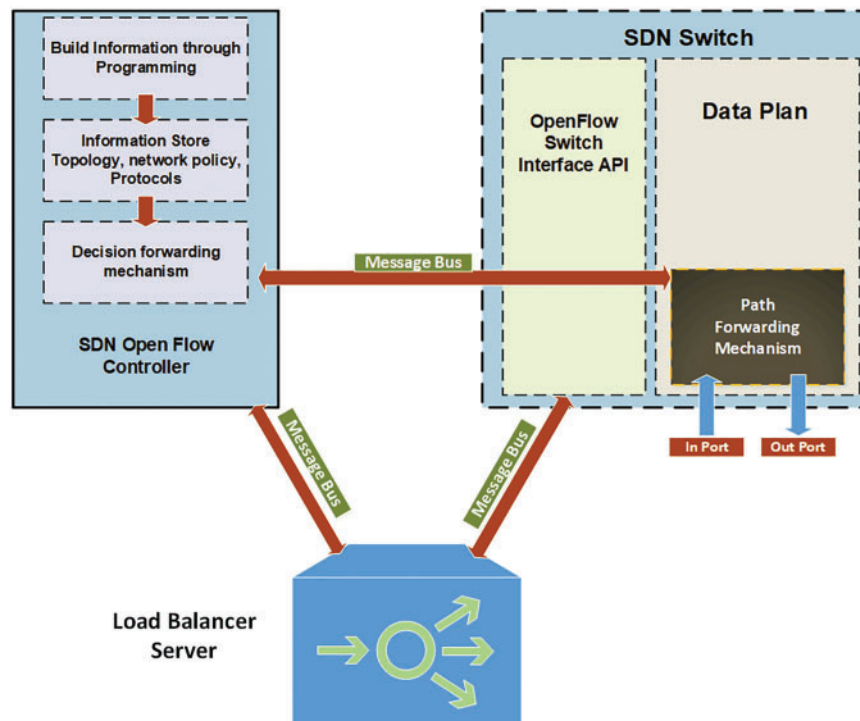 Build Information through
Programming
Information Store
Topology, network policy,
Protocols
Decision forwarding
mechanism
SDN Open Flow
Controller
Message Bus
SDN Switch
OpenFlow
Switch
Interface API
Data Plan
Path
Forwarding
Mechanism
In Port
Out Port
Message Bus
Message Bus
Load Balancer
Server